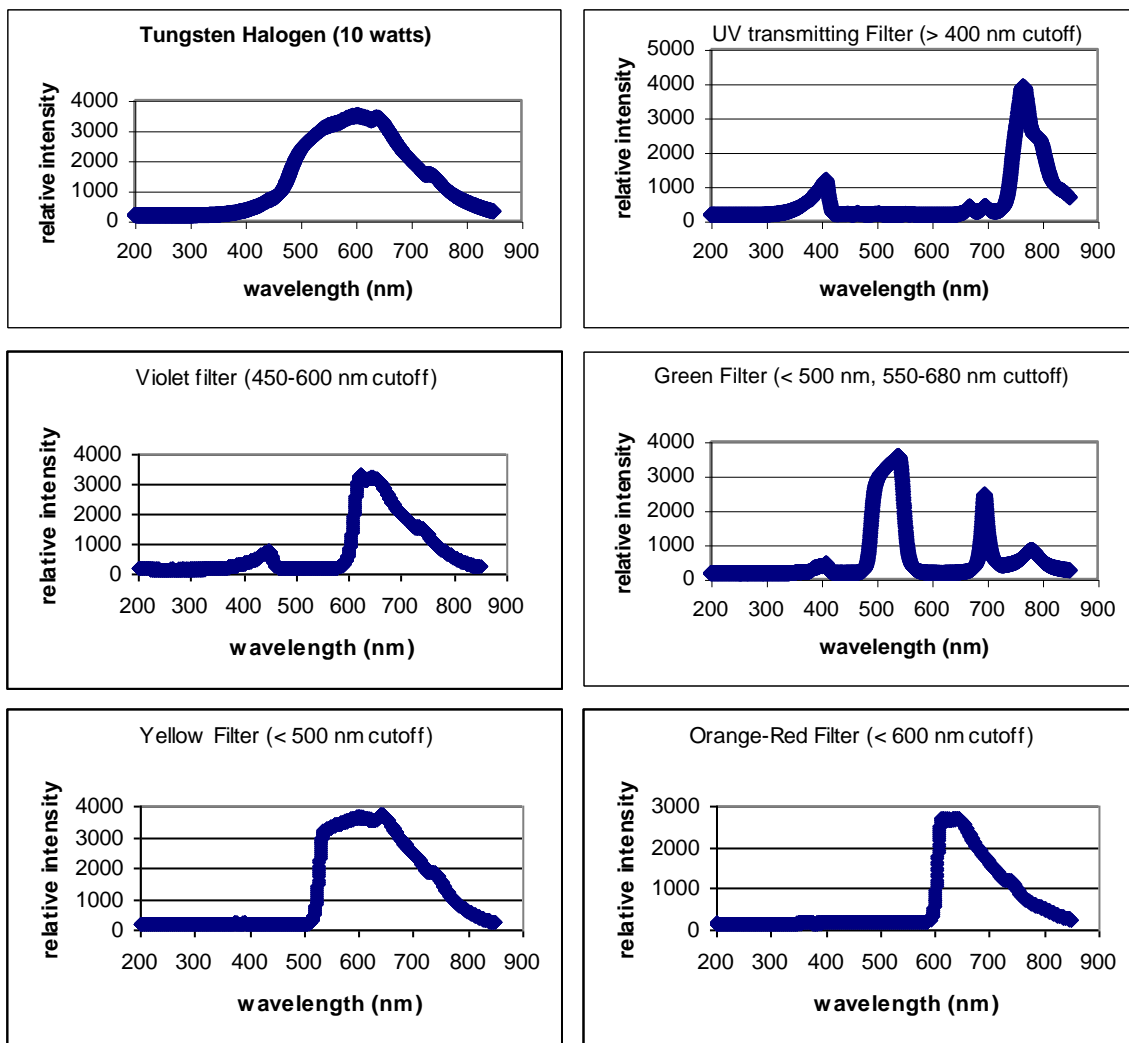 Tungsten Halogen (10 watts)
relative intensity
4000
3000
2000
1000
0
200 300 400 500 600 700 800 900
wavelength (nm)
UV transmitting Filter (> 400 nm cutoff)
relative intensity
5000
4000
3000
2000
1000
0
200 300 400 500 600 700 800 900
wavelength (nm)
Violet filter (450-600 nm cutoff)
relative intensity
4000
3000
2000
1000
0
200 300 400 500 600 700 800 900
wavelength (nm)
Green Filter (< 500 nm, 550-680 nm cuttoff)
relative intensity
4000
3000
2000
1000
0
200 300 400 500 600 700 800 900
wavelength (nm)
Yellow Filter (< 500 nm cutoff)
relative intensity
4000
3000
2000
1000
0
200 300 400 500 600 700 800 900
wavelength (nm)
Orange-Red Filter (< 600 nm cutoff)
relative intensity
3000
2000
1000
0
200 300 400 500 600 700 800 900
wavelength (nm)